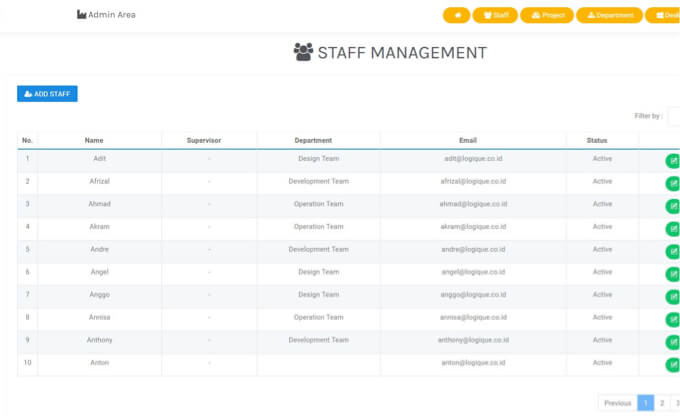 Admin Area
Staff Project Department
STAFF MANAGEMENT
ADD STAFF
Filter by :
No. Name Supervisor Department Email Status
1 Adit - Design Team adit@logique.co.id Active
2 Afrizal - Development Team afrizal@logique.co.id Active
3 Ahmad - Operation Team ahmad@logique.co.id Active
4 Akram - Operation Team akram@logique.co.id Active
5 Andre - Development Team andre@logique.co.id Active
6 Angel - Design Team angel@logique.co.id Active
7 Anggo - Design Team anggo@logique.co.id Active
8 Annisa - Operation Team annisa@logique.co.id Active
9 Anthony - Development Team anthony@logique.co.id Active
10 Anton - anton@logique.co.id Active
Previous 1 2 3